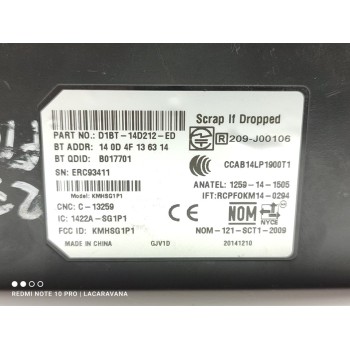 Scrap If Dropped
PART NO.: D1BT-14D212-ED
BT ADDR: 14 0D 4F 13 63 14
BT QDID: B017701
SN: ERC93411
Model: KMHSG1P1
CNC: C-13259
IC: 1422A-SG1P1
FCC ID: KMHSG1P1
MADE IN CHINA GJV1D 20141210
R 209-J00106
CCC CCAB14LP1900T1
ANATEL: 1259-14-1505
IFT:RCPFOKM14-0294
NOM NYCE
NOM-121-SCT1-2009
REDMI NOTE 10 PRO | LACARAVANA